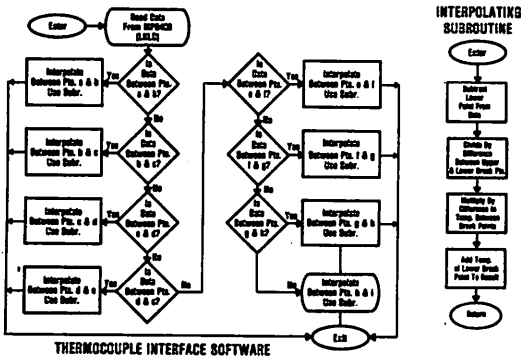 INTERPOLATING
SUBROUTINE
Enter
Read Data
From
(LKLC)
Is
Data
Between Pts.
a & b?
Yes
Interpolate
Between Pts. a & b
Use Subr.
No
Is
Data
Between Pts.
b & c?
Yes
Interpolate
Between Pts. b & c
Use Subr.
No
Is
Data
Between Pts.
c & d?
Yes
Interpolate
Between Pts. c & d
Use Subr.
No
Is
Data
Between Pts.
d & c?
Yes
Interpolate
Between Pts. d & e
Use Subr.
No
Is
Data
Between Pts.
e & f?
Yes
Interpolate
Between Pts. e & f
Use Subr.
No
Is
Data
Between Pts.
f & g?
Yes
Interpolate
Between Pts. f & g
Use Subr.
No
Is
Data
Between Pts.
g & h?
Yes
Interpolate
Between Pts. g & h
Use Subr.
No
Interpolate
Between Pts. h & i
Use Subr.
Exit
Enter
Subtract
Lower
Point From
Data
Divide By
Difference
Between Upper
& Lower Break Pts.
Multiply By
Difference in
Temp. Between
Break Points
Add Temp.
of Lower Break
Point To Result
Return
THERMOCOUPLE INTERFACE SOFTWARE